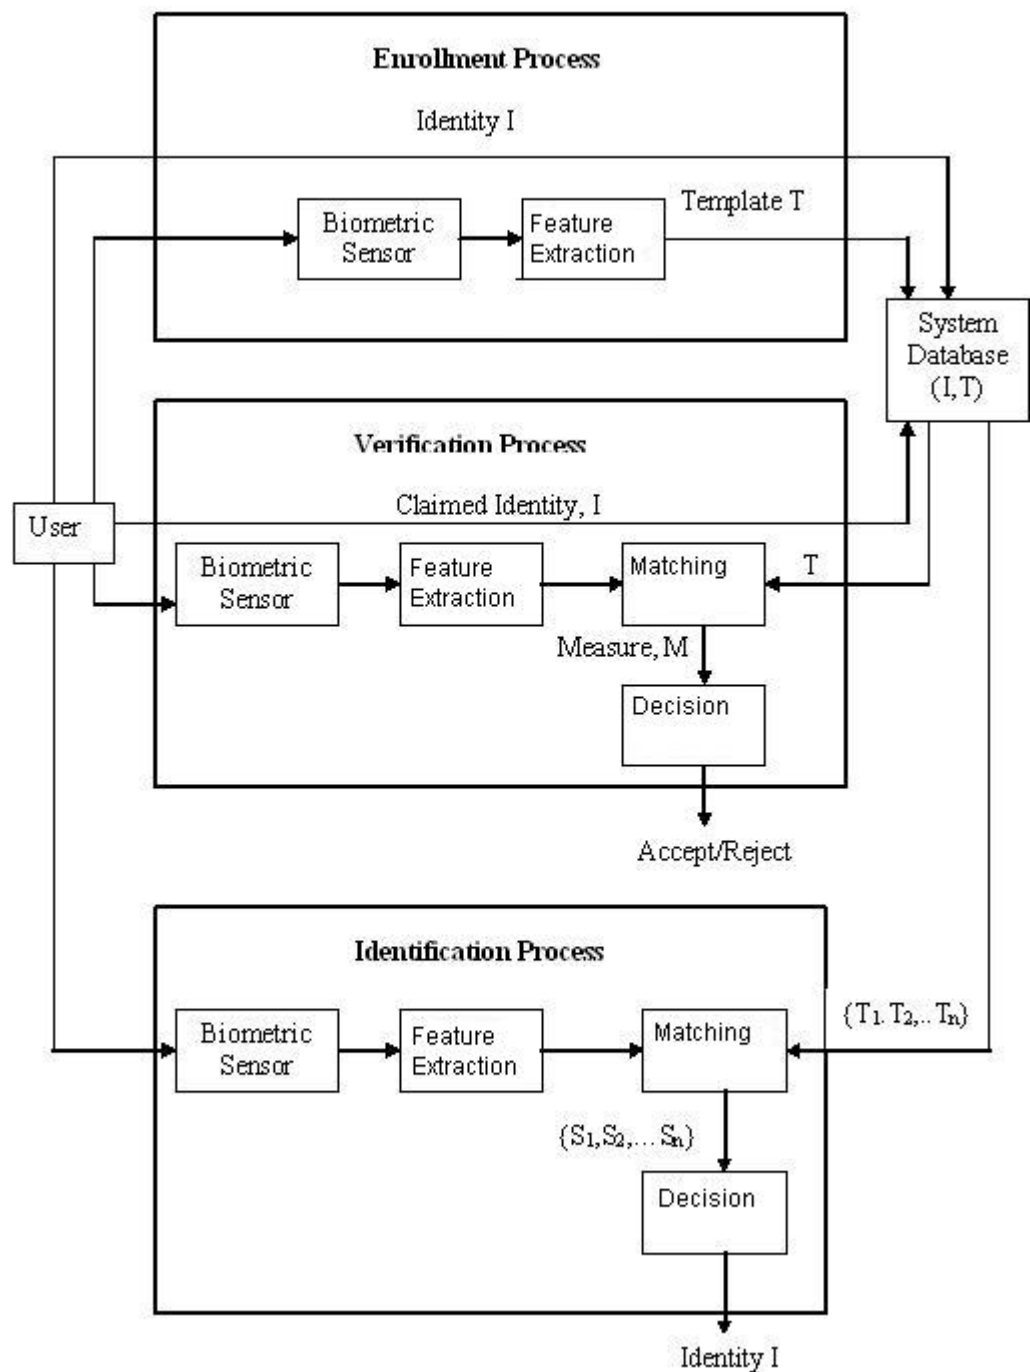 Enrollment Process
Identity I
Template T
Biometric
Sensor
Feature
Extraction
System
Database
(I,T)
Verification Process
Claimed Identity, I
User
Biometric
Sensor
Feature
Extraction
Matching
T
Measure, M
Decision
Accept/Reject
Identification Process
{T₁. T₂,.. Tₙ}
Biometric
Sensor
Feature
Extraction
Matching
{S₁,S₂,... Sₙ}
Decision
Identity I